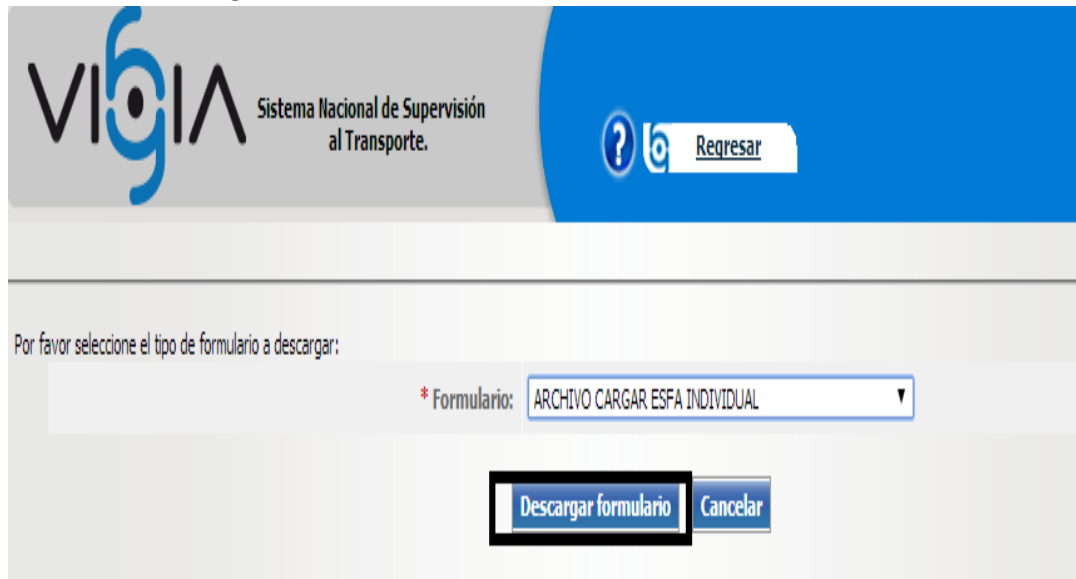 VIGIA
Sistema Nacional de Supervisión
al Transporte.
? Regresar
Por favor seleccione el tipo de formulario a descargar:
* Formulario: ARCHIVO CARGAR ESFA INDIVIDUAL
Descargar formulario Cancelar